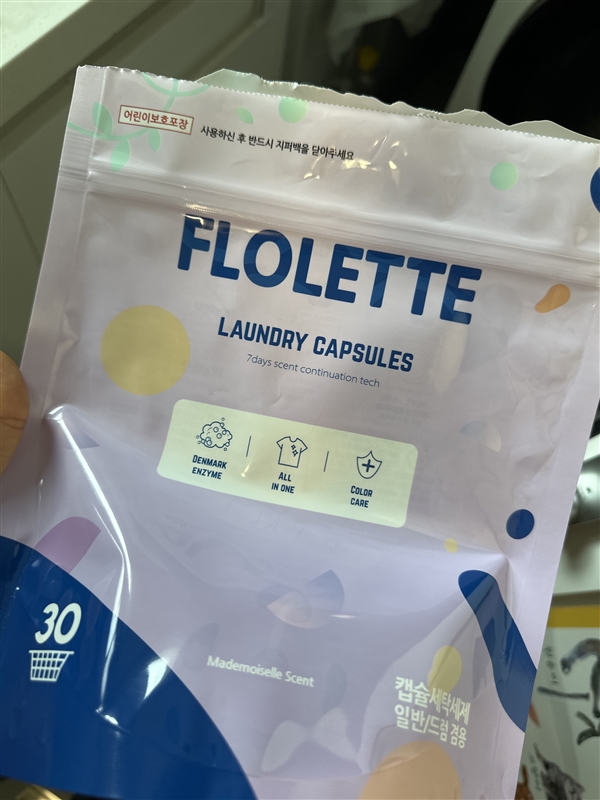 어린이보호포장
사용하신 후 반드시 지퍼백을 닫아주세요
FLOLETTE
LAUNDRY CAPSULES
7days scent continuation tech
DENMARK
ENZYME
ALL
IN ONE
COLOR
CARE
30
Mademoiselle Scent
캡슐세탁세제
일반/드럼 겸용